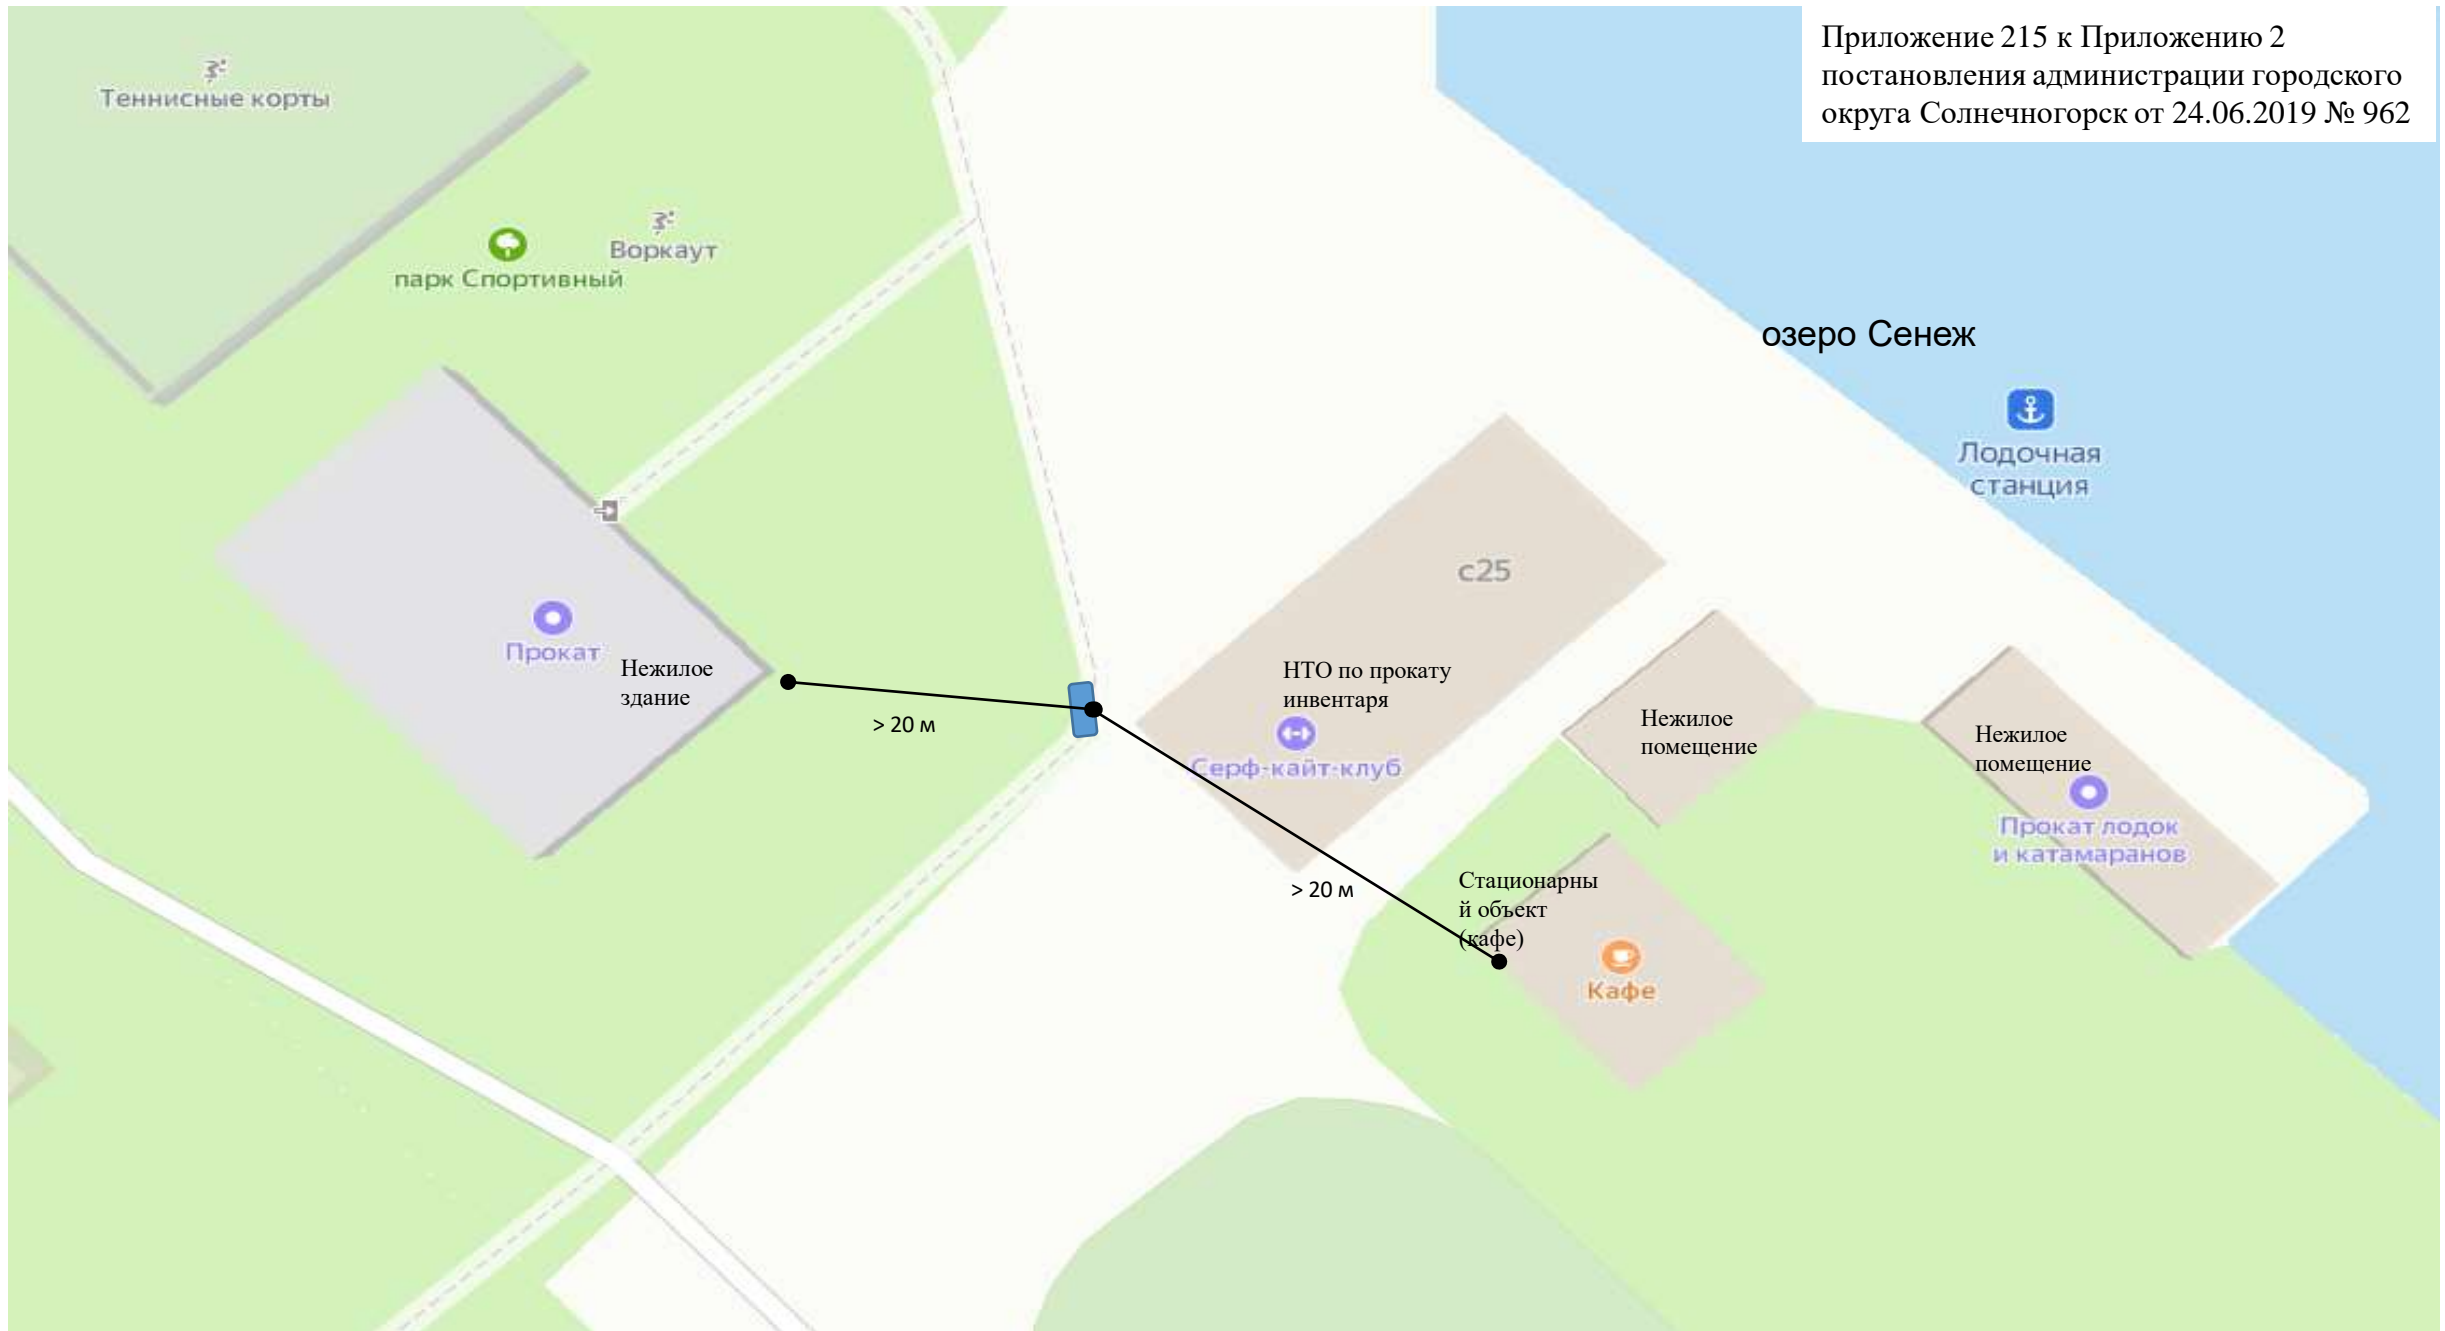 Приложение 215 к Приложению 2
постановления администрации городского
округа Солнечногорск от 24.06.2019 № 962
Теннисные корты
Воркаут
парк Спортивный
озеро Сенеж
Лодочная
станция
с25
Прокат
Нежилое
здание
> 20 м
НТО по прокату
инвентаря
Серф-кайт-клуб
Нежилое
помещение
Нежилое
помещение
Прокат лодок
и катамаранов
> 20 м
Стационарны
й объект
(кафе)
Кафе